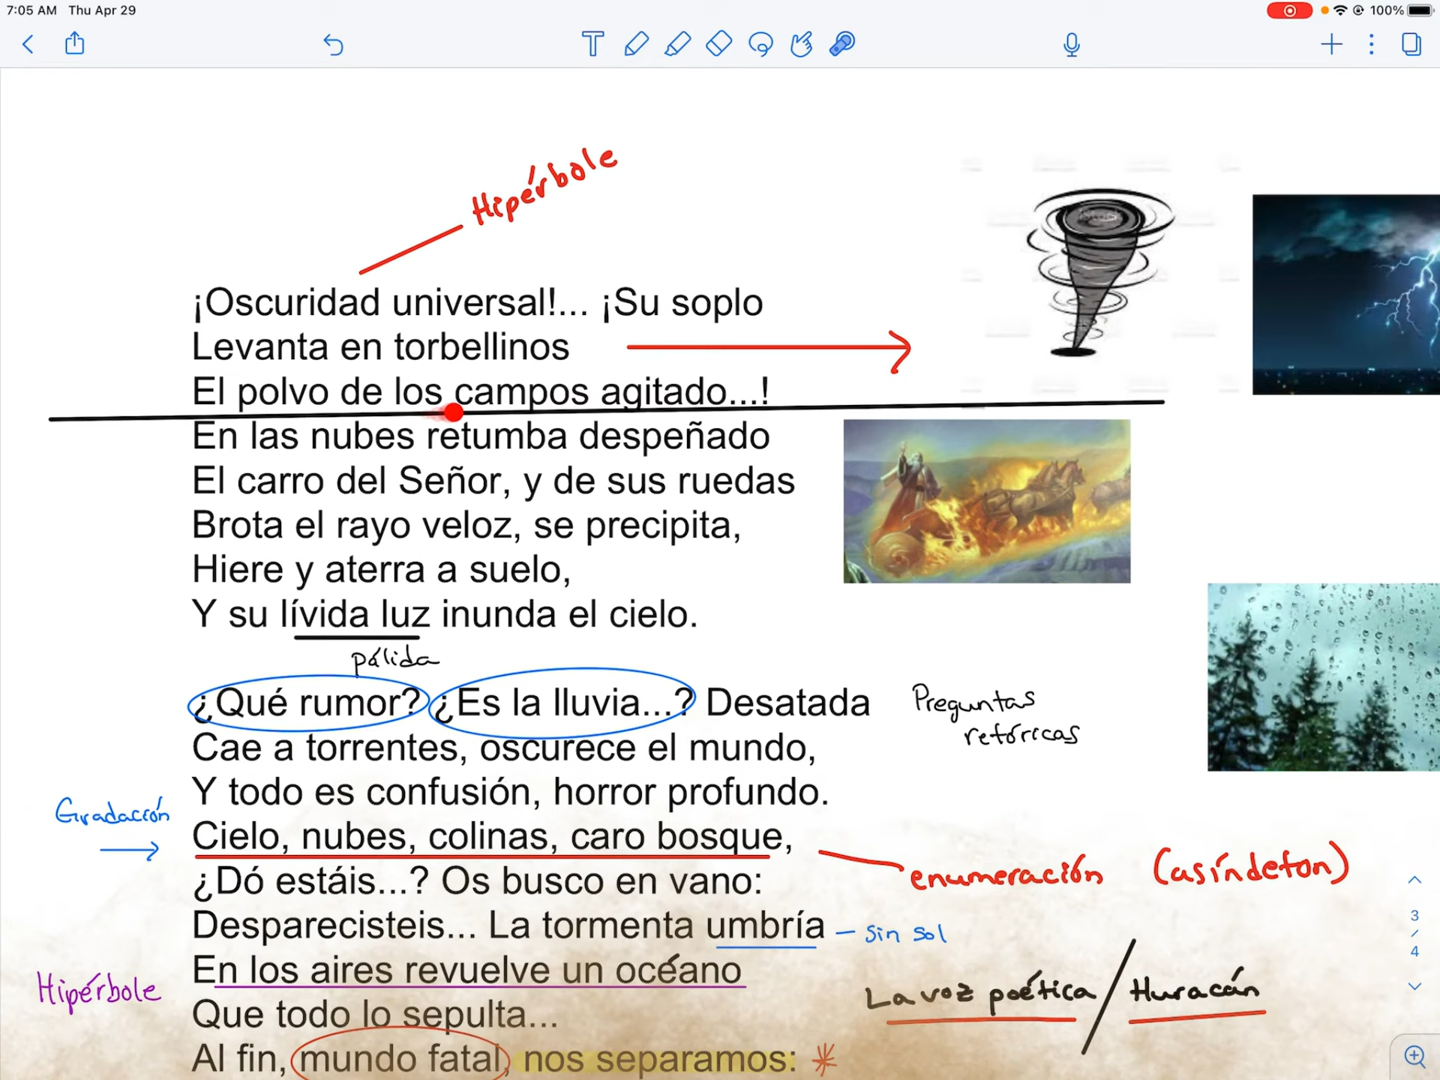 7:05 AM Thu Apr 29
100%
Hipérbole
¡Oscuridad universal!... ¡Su soplo
Levanta en torbellinos
El polvo de los campos agitado...!
En las nubes retumba despeñado
El carro del Señor, y de sus ruedas
Brota el rayo veloz, se precipita,
Hiere y aterra a suelo,
Y su lívida luz inunda el cielo.
pálida
¿Qué rumor? ¿Es la lluvia...? Desatada
Preguntas
retóricas
Cae a torrentes, oscurece el mundo,
Y todo es confusión, horror profundo.
Gradación
Cielo, nubes, colinas, caro bosque,
enumeración (asíndeton)
¿Dó estáis...? Os busco en vano:
Desparecisteis... La tormenta umbría
- sin sol
En los aires revuelve un océano
Hipérbole
La voz poética / Huracán
Que todo lo sepulta...
Al fin, mundo fatal, nos separamos: *
3
/
4